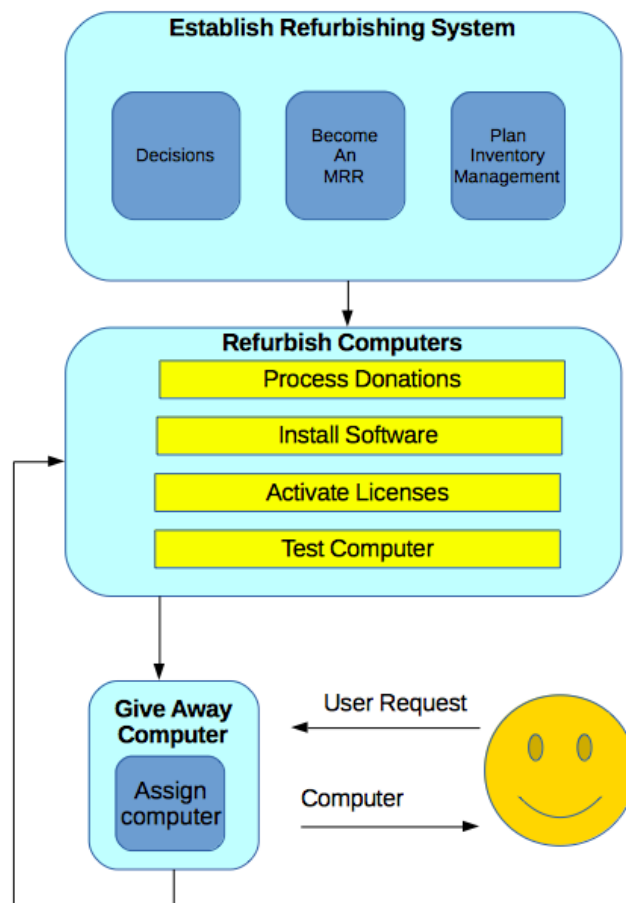 Establish Refurbishing System
Decisions
Become
An
MRR
Plan
Inventory
Management
Refurbish Computers
Process Donations
Install Software
Activate Licenses
Test Computer
Give Away
Computer
Assign
computer
User Request
Computer